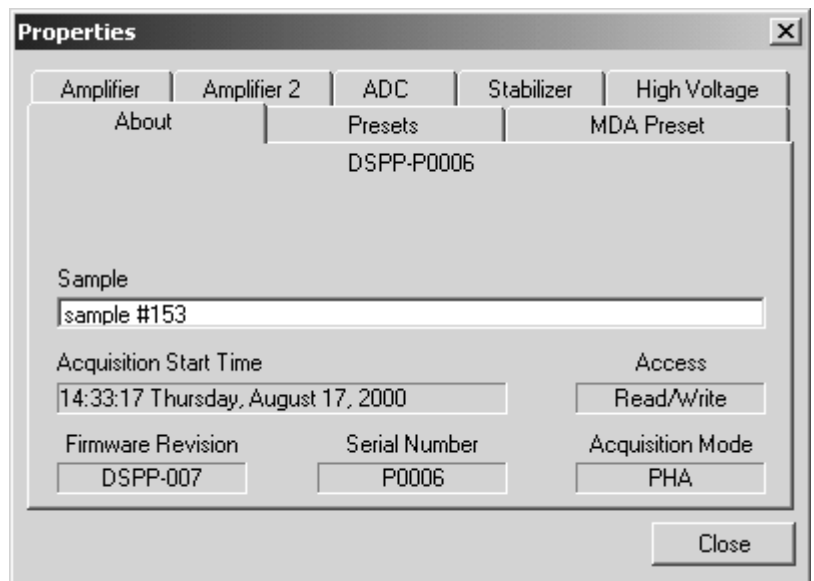 Properties
Amplifier Amplifier 2 ADC Stabilizer High Voltage
About Presets MDA Preset
DSPP-P0006
Sample
sample #153
Acquisition Start Time Access
14:33:17 Thursday, August 17, 2000 Read/Write
Firmware Revision Serial Number Acquisition Mode
DSPP-007 P0006 PHA
Close